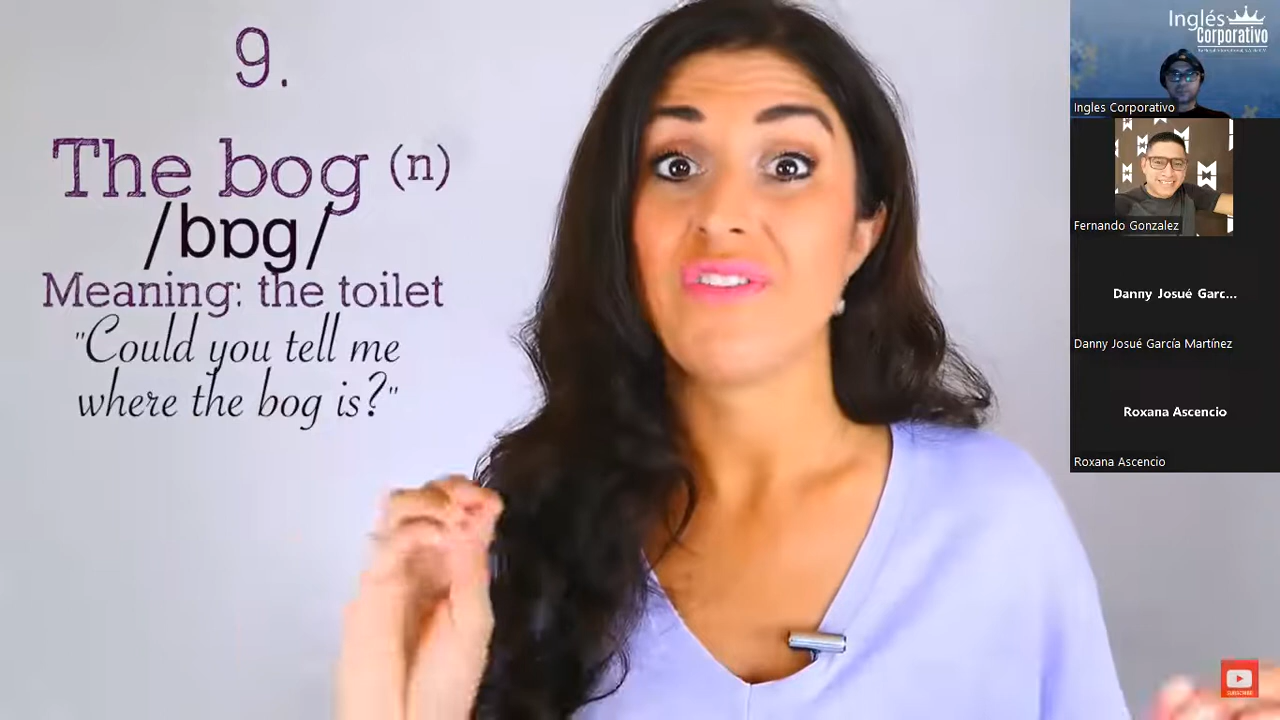 9.
The bog (n)
/bɒg/
Meaning: the toilet
"Could you tell me
where the bog is?"
Inglés
Corporativo
Ingles Corporativo
Fernando Gonzalez
Danny Josué Garc...
Danny Josué García Martínez
Roxana Ascencio
Roxana Ascencio
SUBSCRIBE